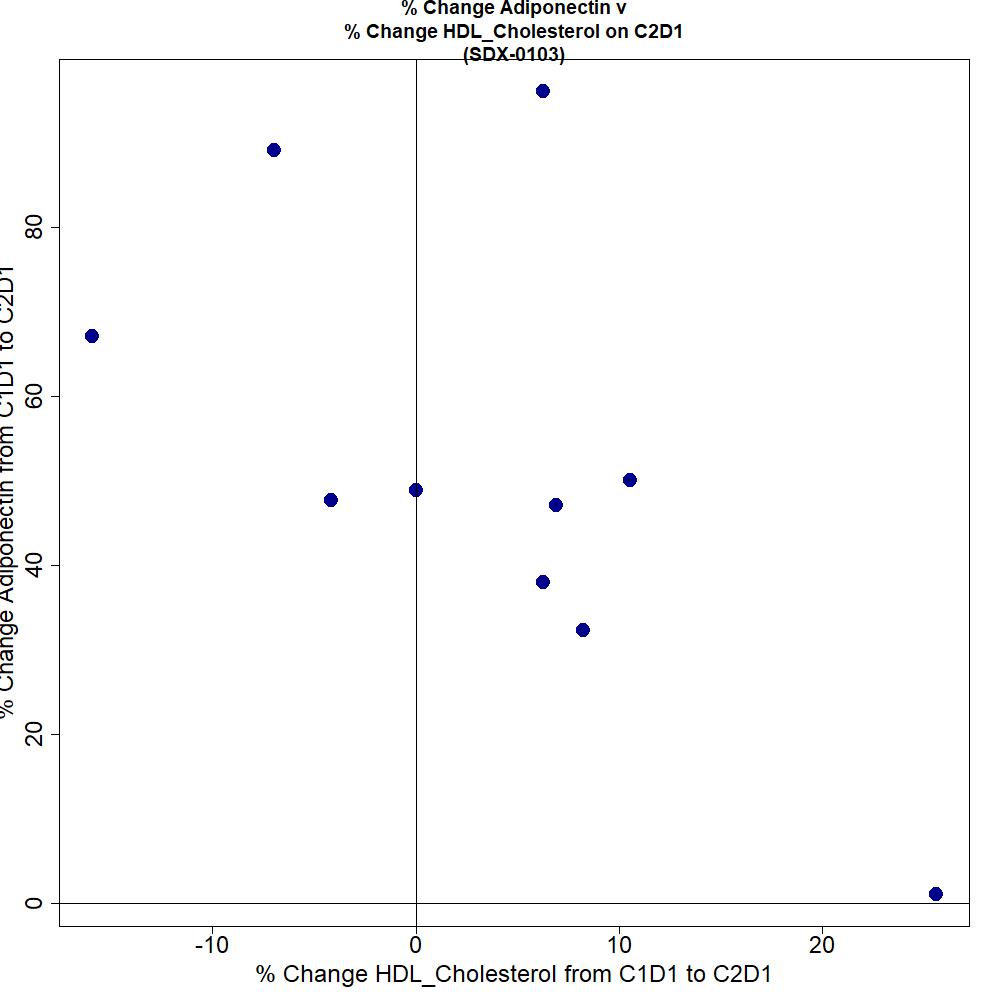 % Change Adiponectin v
% Change HDL_Cholesterol on C2D1
(SDX-0103)
% Change Adiponectin from C1D1 to C2D1
80
60
40
20
0
-10 0 10 20
% Change HDL_Cholesterol from C1D1 to C2D1